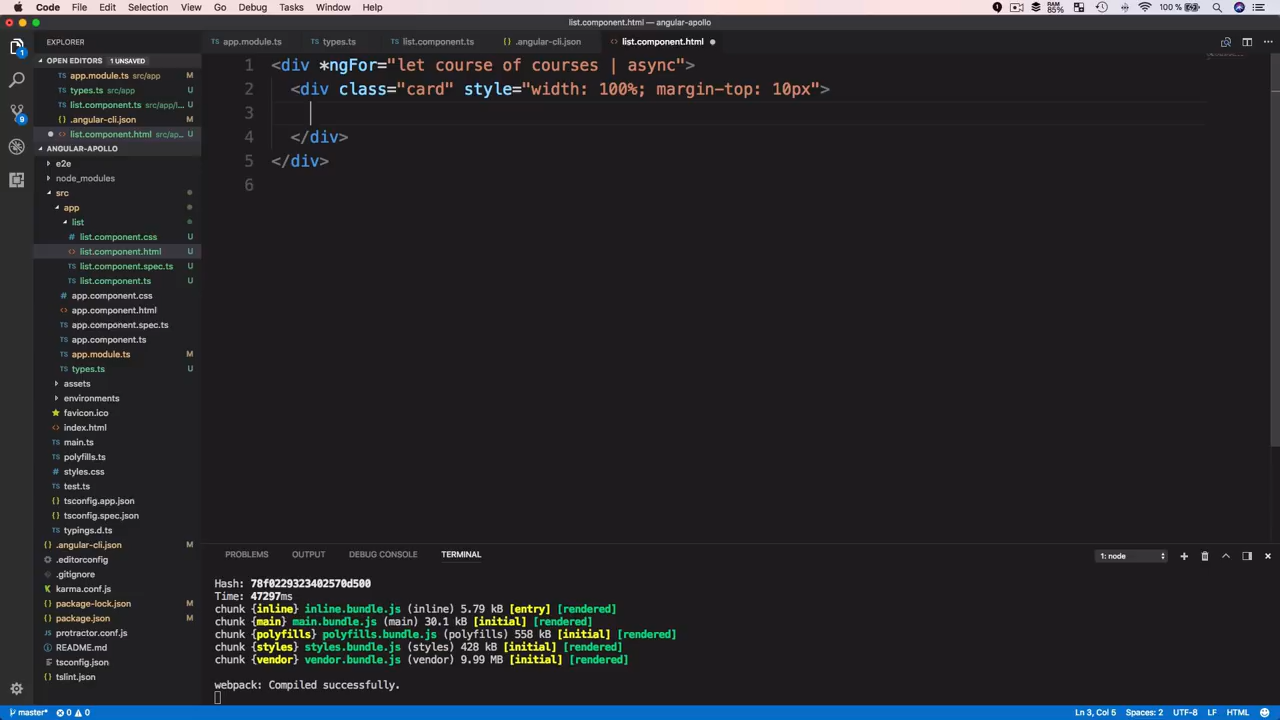 Code File Edit Selection View Go Debug Tasks Window Help
RAM: 65% 100 %
list.component.html — angular-apollo
EXPLORER
app.module.ts types.ts list.component.ts .angular-cli.json list.component.html
OPEN EDITORS 1 UNSAVED
app.module.ts src/app M
types.ts src/app U
list.component.ts src/app/l... U
.angular-cli.json M
list.component.html src/ap... U
ANGULAR-APOLLO
e2e
node_modules
src
app
list
list.component.css U
list.component.html U
list.component.spec.ts U
list.component.ts U
app.component.css
app.component.html
app.component.spec.ts
app.component.ts
app.module.ts M
types.ts U
assets
environments
favicon.ico
index.html
main.ts
polyfills.ts
styles.css
test.ts
tsconfig.app.json
tsconfig.spec.json
typings.d.ts
.angular-cli.json M
.editorconfig
.gitignore
karma.conf.js
package-lock.json M
package.json M
protractor.conf.js
README.md
tsconfig.json
tslint.json
1
9
1 <div *ngFor="let course of courses | async">
2 <div class="card" style="width: 100%; margin-top: 10px">
3
4 </div>
5 </div>
6
PROBLEMS OUTPUT DEBUG CONSOLE TERMINAL 1: node
Hash: 78f0229323402570d500
Time: 47297ms
chunk {inline} inline.bundle.js (inline) 5.79 kB [entry] [rendered]
chunk {main} main.bundle.js (main) 30.1 kB [initial] [rendered]
chunk {polyfills} polyfills.bundle.js (polyfills) 558 kB [initial] [rendered]
chunk {styles} styles.bundle.js (styles) 428 kB [initial] [rendered]
chunk {vendor} vendor.bundle.js (vendor) 9.99 MB [initial] [rendered]
webpack: Compiled successfully.
master* 0 0 Ln 3, Col 5 Spaces: 2 UTF-8 LF HTML